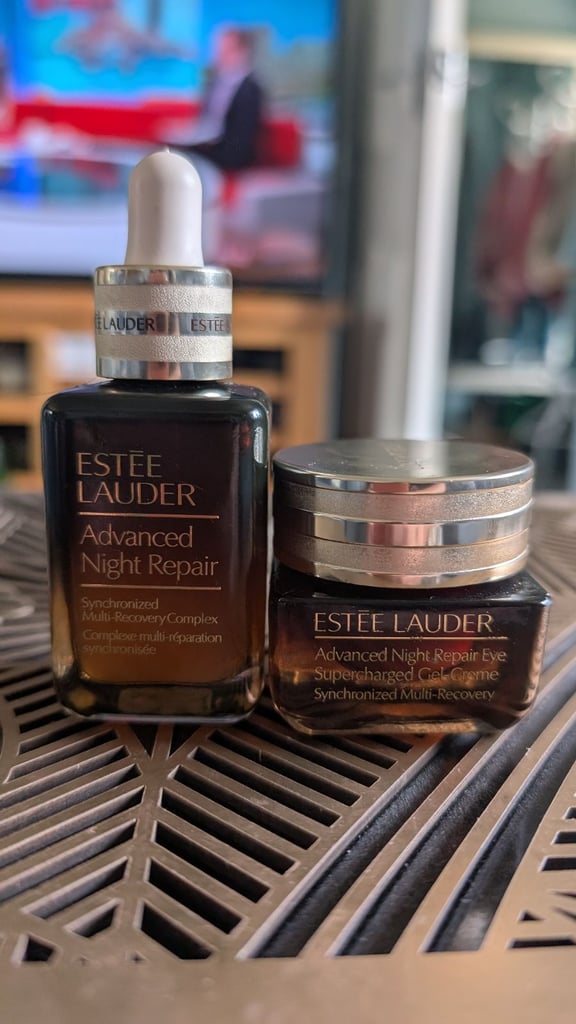 ESTĒE LAUDER ESTĒE
ESTĒE
LAUDER
Advanced
Night Repair
Synchronized
Multi-Recovery Complex
Complexe multi-réparation
synchronisée
ESTĒE LAUDER
Advanced Night Repair Eye
Supercharged Gel-Creme
Synchronized Multi-Recovery